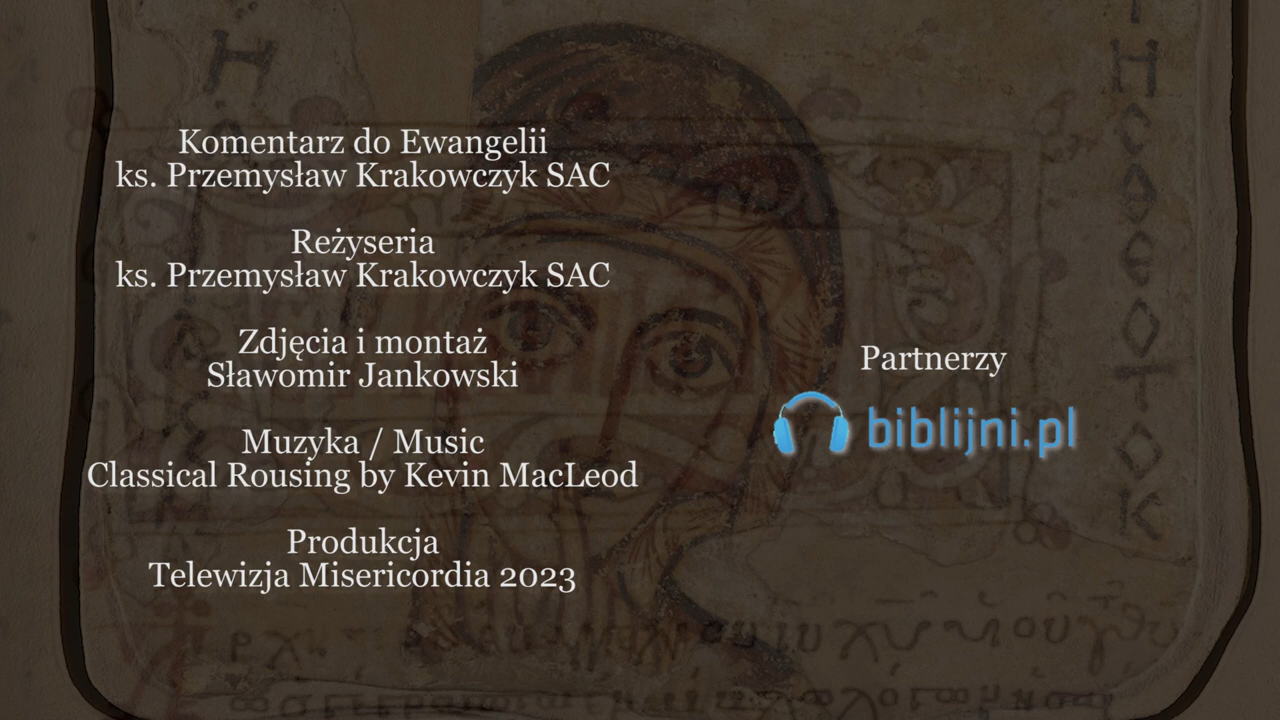 Komentarz do Ewangelii
ks. Przemysław Krakowczyk SAC
Reżyseria
ks. Przemysław Krakowczyk SAC
Zdjęcia i montaż
Sławomir Jankowski
Muzyka / Music
Classical Rousing by Kevin MacLeod
Produkcja
Telewizja Misericordia 2023
Partnerzy
biblijni.pl